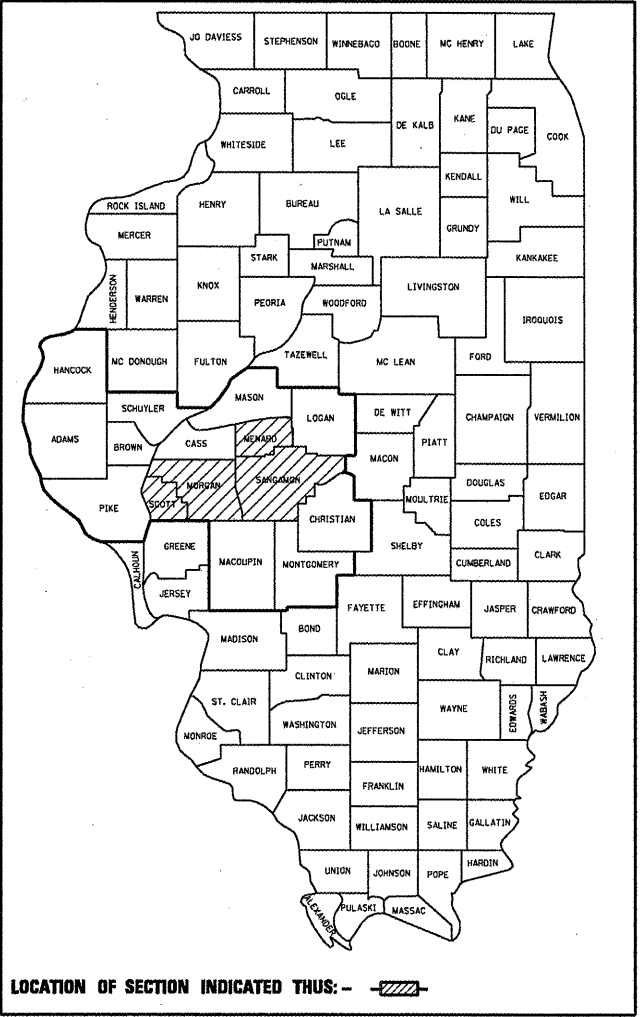 JO DAVIESS
STEPHENSON
WINNEBAGO
BOONE
MC HENRY
LAKE
CARROLL
OGLE
DE KALB
KANE
DU PAGE
COOK
WHITESIDE
LEE
KENDALL
WILL
ROCK ISLAND
HENRY
BUREAU
LA SALLE
GRUNDY
MERCER
PUTNAM
STARK
MARSHALL
KANKAKEE
HENDERSON
WARREN
KNOX
PEORIA
WOODFORD
LIVINGSTON
IROQUOIS
HANCOCK
MC DONOUGH
FULTON
TAZEWELL
MC LEAN
FORD
SCHUYLER
MASON
LOGAN
DE WITT
CHAMPAIGN
VERMILION
ADAMS
BROWN
CASS
MENARD
MACON
PIATT
PIKE
SCOTT
MORGAN
SANGAMON
MOULTRIE
DOUGLAS
EDGAR
CHRISTIAN
COLES
CALHOUN
GREENE
MACOUPIN
MONTGOMERY
SHELBY
CUMBERLAND
CLARK
JERSEY
FAYETTE
EFFINGHAM
JASPER
CRAWFORD
MADISON
BOND
CLAY
RICHLAND
LAWRENCE
CLINTON
MARION
ST. CLAIR
WAYNE
EDWARDS
WABASH
MONROE
WASHINGTON
JEFFERSON
RANDOLPH
PERRY
FRANKLIN
HAMILTON
WHITE
JACKSON
WILLIAMSON
SALINE
GALLATIN
UNION
JOHNSON
POPE
HARDIN
ALEXANDER
PULASKI
MASSAC
LOCATION OF SECTION INDICATED THUS: -